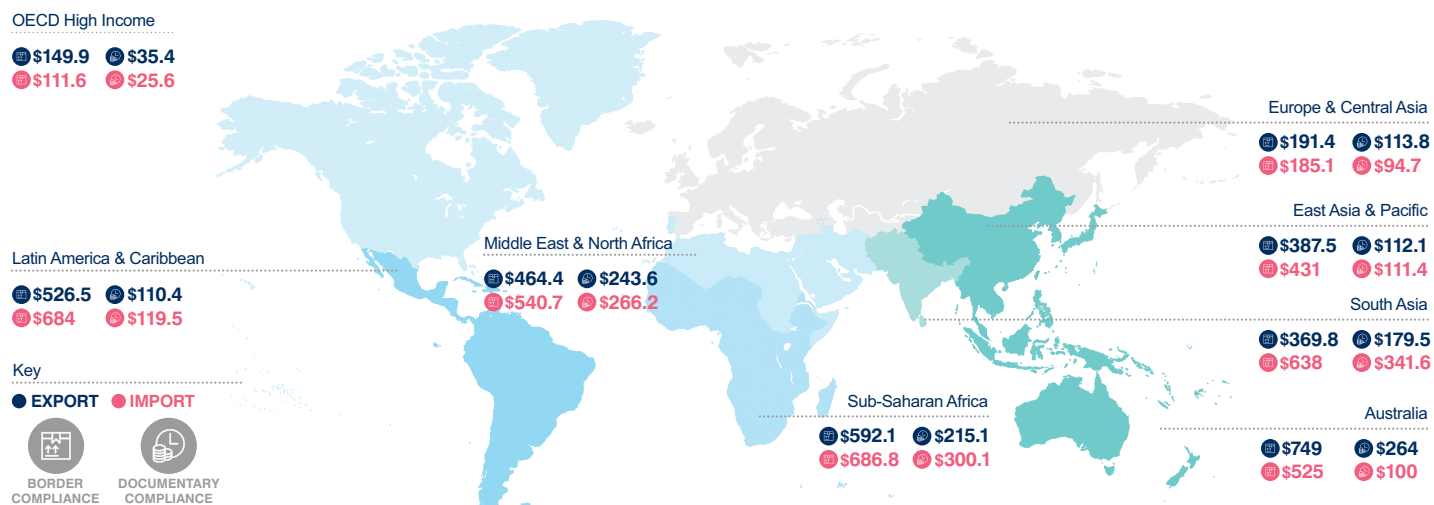 OECD High Income
$149.9 $35.4
$111.6 $25.6
Europe & Central Asia
$191.4 $113.8
$185.1 $94.7
East Asia & Pacific
$387.5 $112.1
$431 $111.4
Middle East & North Africa
$464.4 $243.6
$540.7 $266.2
Latin America & Caribbean
$526.5 $110.4
$684 $119.5
South Asia
$369.8 $179.5
$638 $341.6
Sub-Saharan Africa
$592.1 $215.1
$686.8 $300.1
Australia
$749 $264
$525 $100
Key
EXPORT IMPORT
BORDER DOCUMENTARY
COMPLIANCE COMPLIANCE